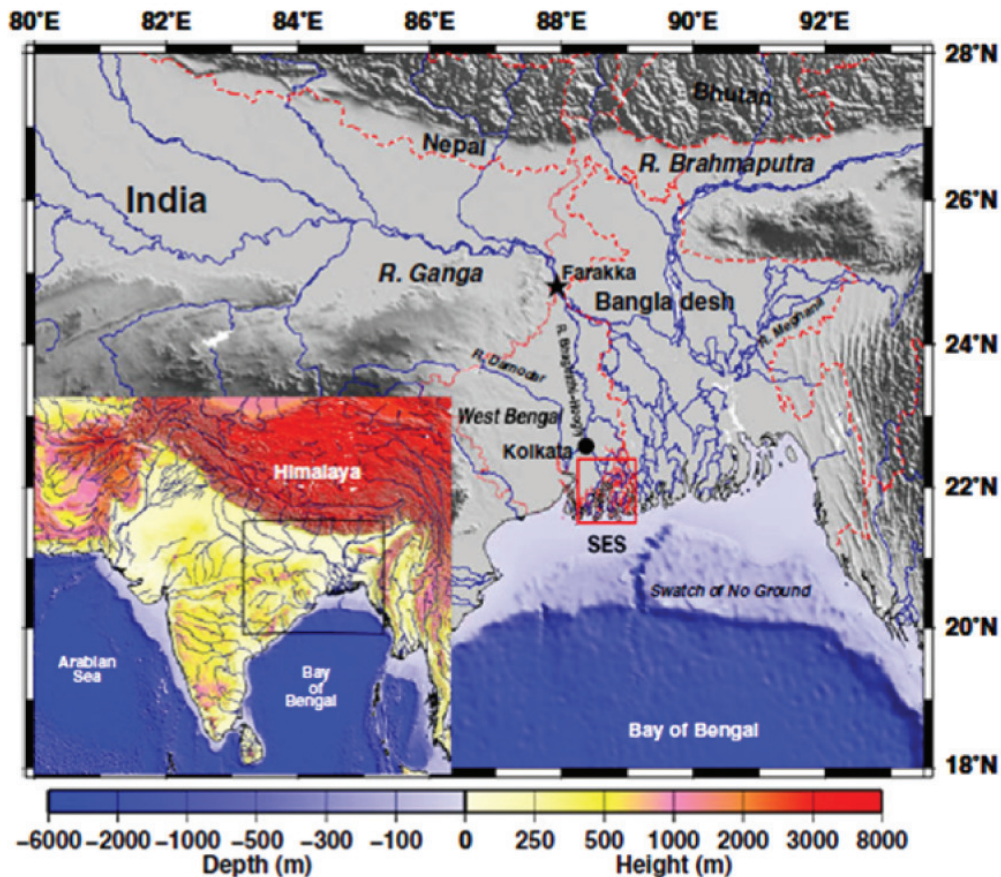 80˚E 82˚E 84˚E 86˚E 88˚E 90˚E 92˚E
28˚N
Bhutan
Nepal
R. Brahmaputra
India
26˚N
R. Ganga
Farakka
Bangla desh
R. Meghana
24˚N
R. Damodar
West Bengal
Kolkata
22˚N
Himalaya
SES
Swatch of No Ground
20˚N
Arabian
Sea
Bay
of
Bengal
Bay of Bengal
18˚N
-6000 -2000 -1000 -500 -300 -100 0 250 500 1000 2000 3000 8000
Depth (m) Height (m)